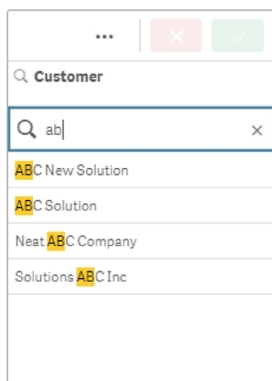 Customer
ab
ABC New Solution
ABC Solution
Neat ABC Company
Solutions ABC Inc